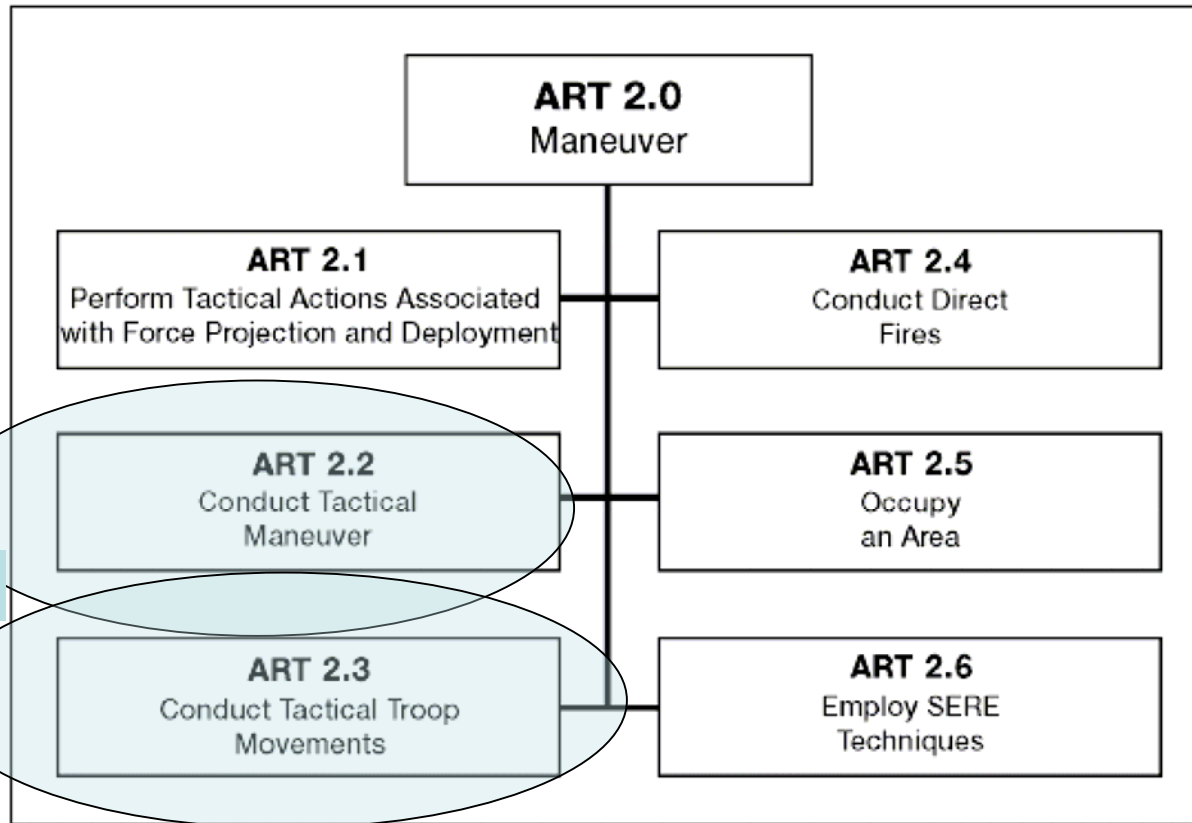 ART 2.0
Maneuver
ART 2.1
Perform Tactical Actions Associated
with Force Projection and Deployment
ART 2.4
Conduct Direct
Fires
ART 2.2
Conduct Tactical
Maneuver
ART 2.5
Occupy
an Area
ART 2.3
Conduct Tactical Troop
Movements
ART 2.6
Employ SERE
Techniques